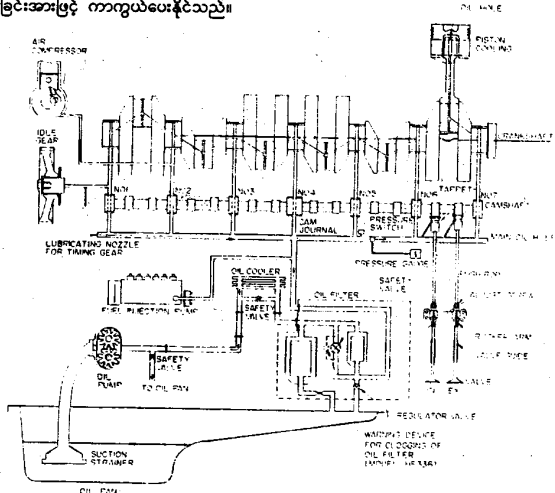 ခြင်းအားဖြင့် ကာကွယ်ပေးနိုင်သည်။
OIL HOLE
AIR
COMPRESSOR
PISTON
COOLING
IDLE
GEAR
CRANKSHAFT
TAPPET
NO1
NO2
NO3
NO4
NO5
NO6
NO7
CAMSHAFT
CAM
JOURNAL
PRESSURE
SWITCH
MAIN OIL HOLE
LUBRICATING NOZZLE
FOR TIMING GEAR
PRESSURE GAUGE
SAFETY
VALVE
OIL COOLER
PUSH ROD
FUEL INJECTION PUMP
SAFETY
VALVE
OIL FILTER
ROCKER ARM
VALVE GUIDE
OIL
PUMP
SAFETY
VALVE
TO OIL PAN
IN
EX
VALVE
REGULATOR VALVE
WARNING DEVICE
FOR CLOGGING OF
OIL FILTER
SUCTION
STRAINER
OIL PAN